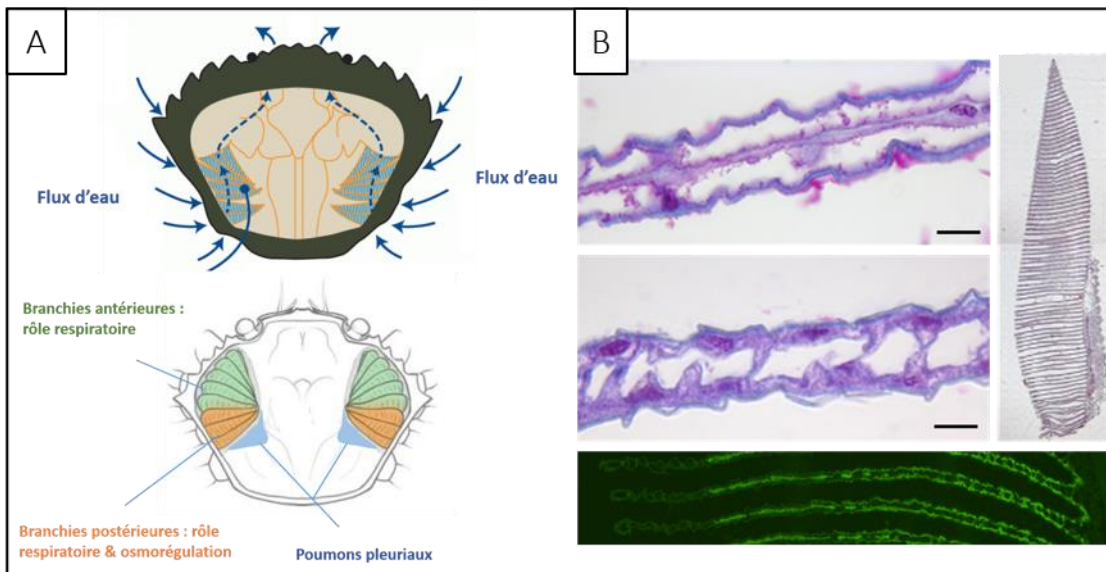 A
B
Flux d'eau
Flux d'eau
Branchies antérieures :
rôle respiratoire
Branchies postérieures : rôle
respiratoire & osmorégulation
Poumons pleuriaux